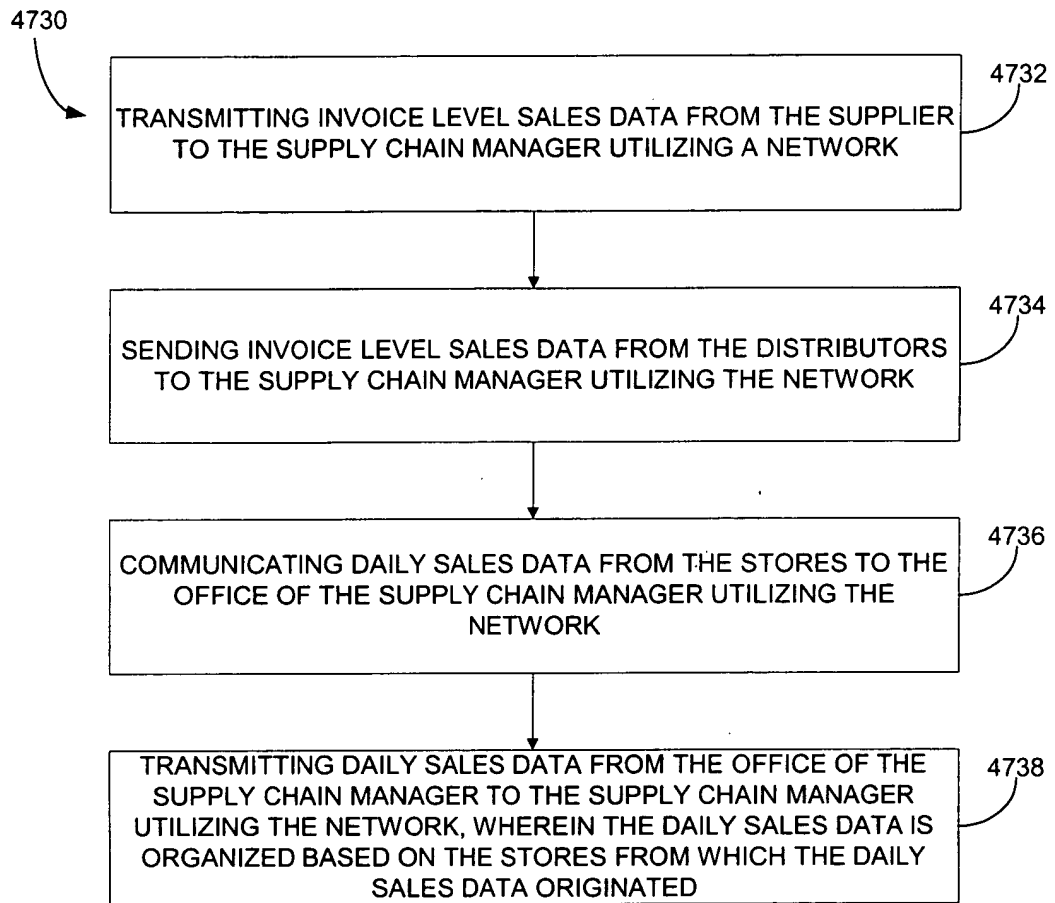 4730
4732
TRANSMITTING INVOICE LEVEL SALES DATA FROM THE SUPPLIER
TO THE SUPPLY CHAIN MANAGER UTILIZING A NETWORK
4734
SENDING INVOICE LEVEL SALES DATA FROM THE DISTRIBUTORS
TO THE SUPPLY CHAIN MANAGER UTILIZING THE NETWORK
4736
COMMUNICATING DAILY SALES DATA FROM THE STORES TO THE
OFFICE OF THE SUPPLY CHAIN MANAGER UTILIZING THE
NETWORK
4738
TRANSMITTING DAILY SALES DATA FROM THE OFFICE OF THE
SUPPLY CHAIN MANAGER TO THE SUPPLY CHAIN MANAGER
UTILIZING THE NETWORK, WHEREIN THE DAILY SALES DATA IS
ORGANIZED BASED ON THE STORES FROM WHICH THE DAILY
SALES DATA ORIGINATED